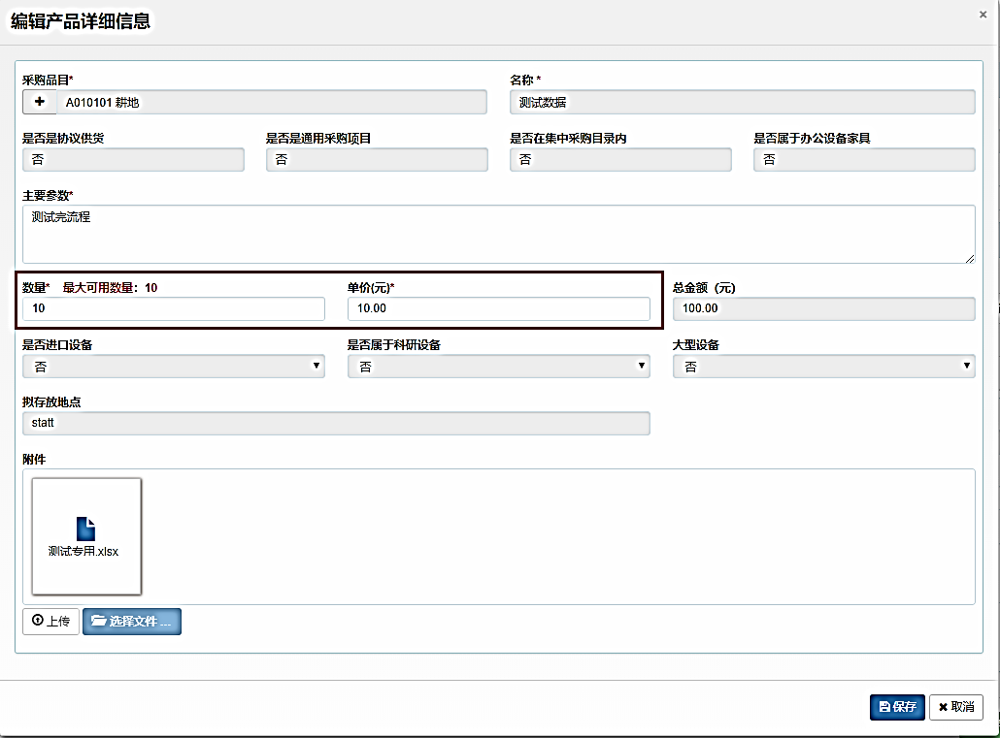 编辑产品详细信息 ×
采购品目* 名称 *
+ A010101 耕地 测试数据
是否是协议供货 是否是通用采购项目 是否在集中采购目录内 是否属于办公设备家具
否 否 否 否
主要参数*
测试完流程
数量* 最大可用数量：10 单价(元)* 总金额（元)
10 10.00 100.00
是否进口设备 是否属于科研设备 大型设备
否 否 否
拟存放地点
statt
附件
测试专用.xlsx
上传 选择文件 ...
保存 取消